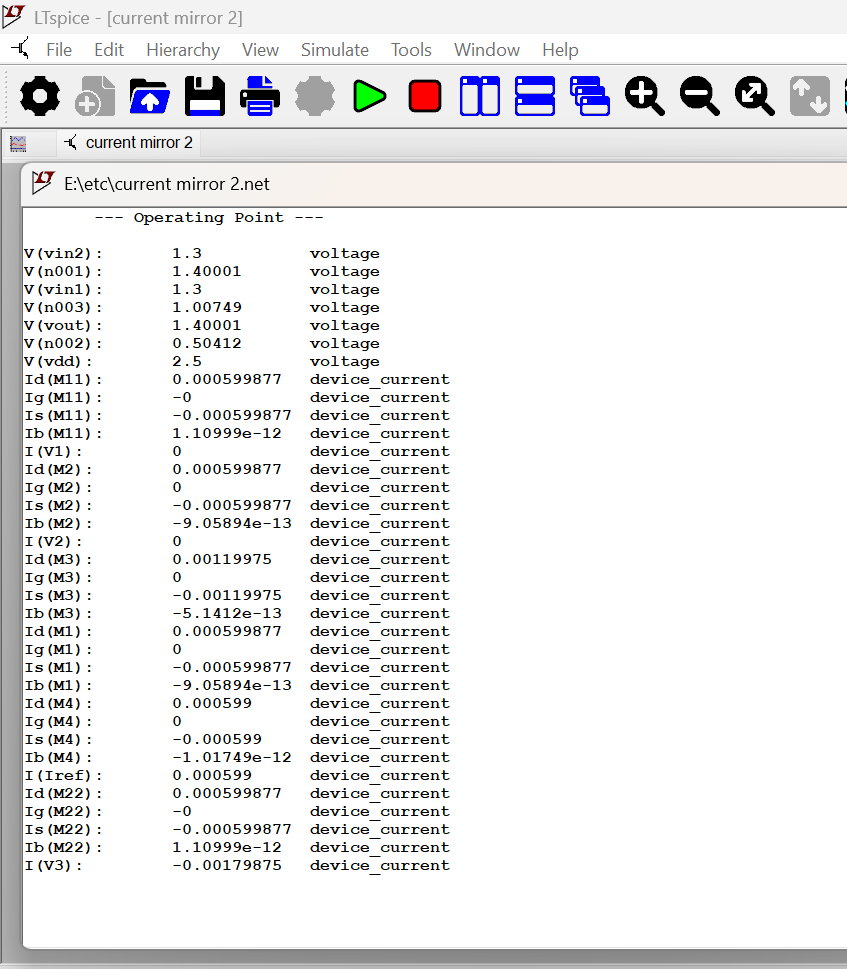 LTspice - [current mirror 2]
File Edit Hierarchy View Simulate Tools Window Help
current mirror 2
E:\etc\current mirror 2.net
--- Operating Point ---
V(vin2): 1.3 voltage
V(n001): 1.40001 voltage
V(vin1): 1.3 voltage
V(n003): 1.00749 voltage
V(vout): 1.40001 voltage
V(n002): 0.50412 voltage
V(vdd): 2.5 voltage
Id(M11): 0.000599877 device_current
Ig(M11): -0 device_current
Is(M11): -0.000599877 device_current
Ib(M11): 1.10999e-12 device_current
I(V1): 0 device_current
Id(M2): 0.000599877 device_current
Ig(M2): 0 device_current
Is(M2): -0.000599877 device_current
Ib(M2): -9.05894e-13 device_current
I(V2): 0 device_current
Id(M3): 0.00119975 device_current
Ig(M3): 0 device_current
Is(M3): -0.00119975 device_current
Ib(M3): -5.1412e-13 device_current
Id(M1): 0.000599877 device_current
Ig(M1): 0 device_current
Is(M1): -0.000599877 device_current
Ib(M1): -9.05894e-13 device_current
Id(M4): 0.000599 device_current
Ig(M4): 0 device_current
Is(M4): -0.000599 device_current
Ib(M4): -1.01749e-12 device_current
I(Iref): 0.000599 device_current
Id(M22): 0.000599877 device_current
Ig(M22): -0 device_current
Is(M22): -0.000599877 device_current
Ib(M22): 1.10999e-12 device_current
I(V3): -0.00179875 device_current